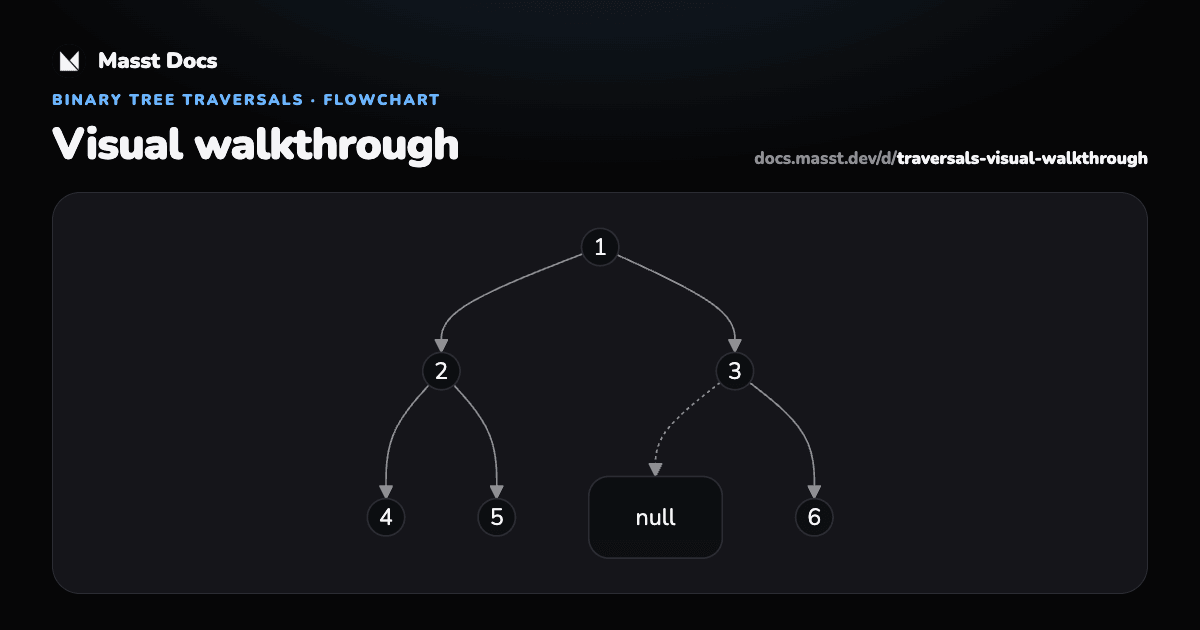 Masst Docs
BINARY TREE TRAVERSALS · FLOWCHART
Visual walkthrough
docs.masst.dev/d/traversals-visual-walkthrough
1
2
3
4
5
null
6